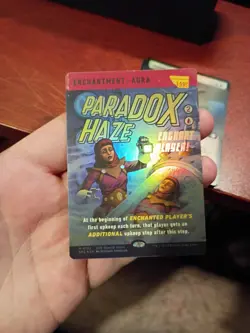 ENCHANTMENT - AURA
PARADOX
HAZE
2
ENCHANT
PLAYER!
At the beginning of ENCHANTED PLAYER'S
first upkeep each turn, that player gets an
ADDITIONAL upkeep step after this step.